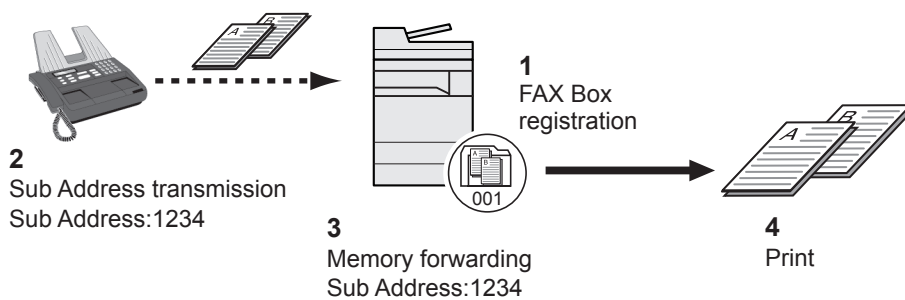 A
B
1
FAX Box
registration
2
Sub Address transmission
Sub Address:1234
A
B
001
3
Memory forwarding
Sub Address:1234
A
B
4
Print